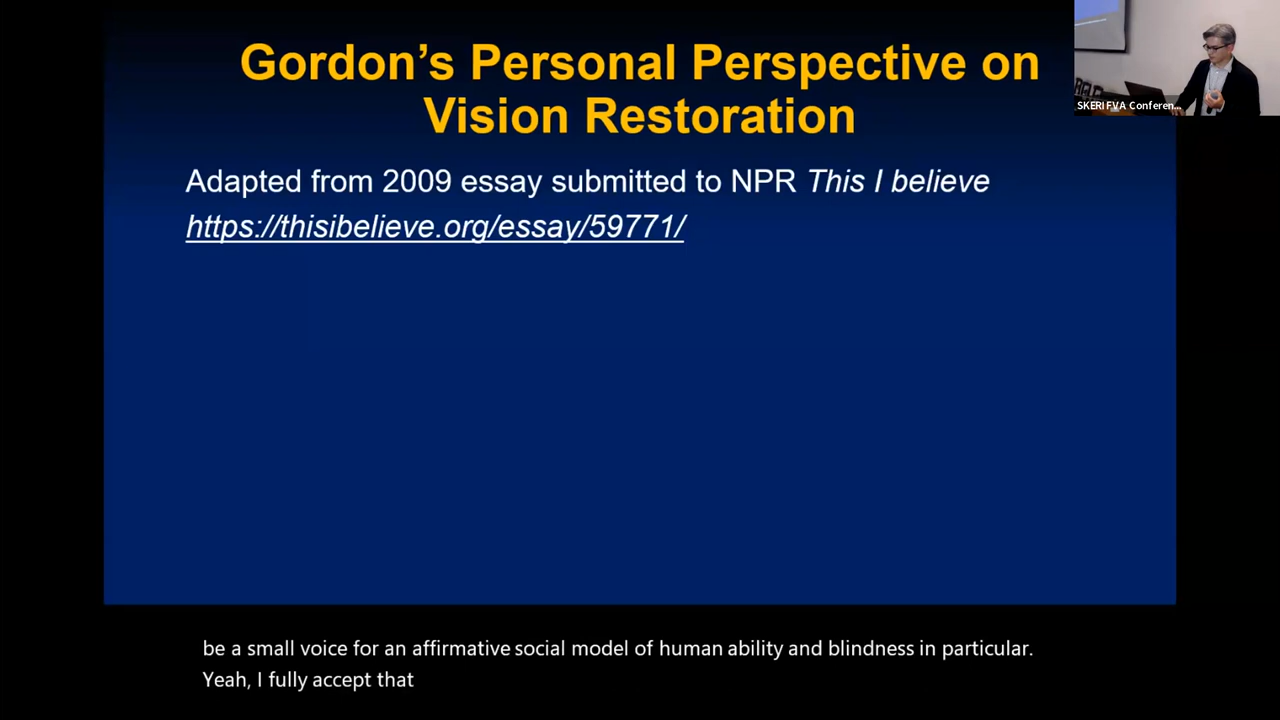 Gordon’s Personal Perspective on
Vision Restoration
Adapted from 2009 essay submitted to NPR This I believe
https://thisibelieve.org/essay/59771/
SKERI FVA Conferen...
be a small voice for an affirmative social model of human ability and blindness in particular.
Yeah, I fully accept that